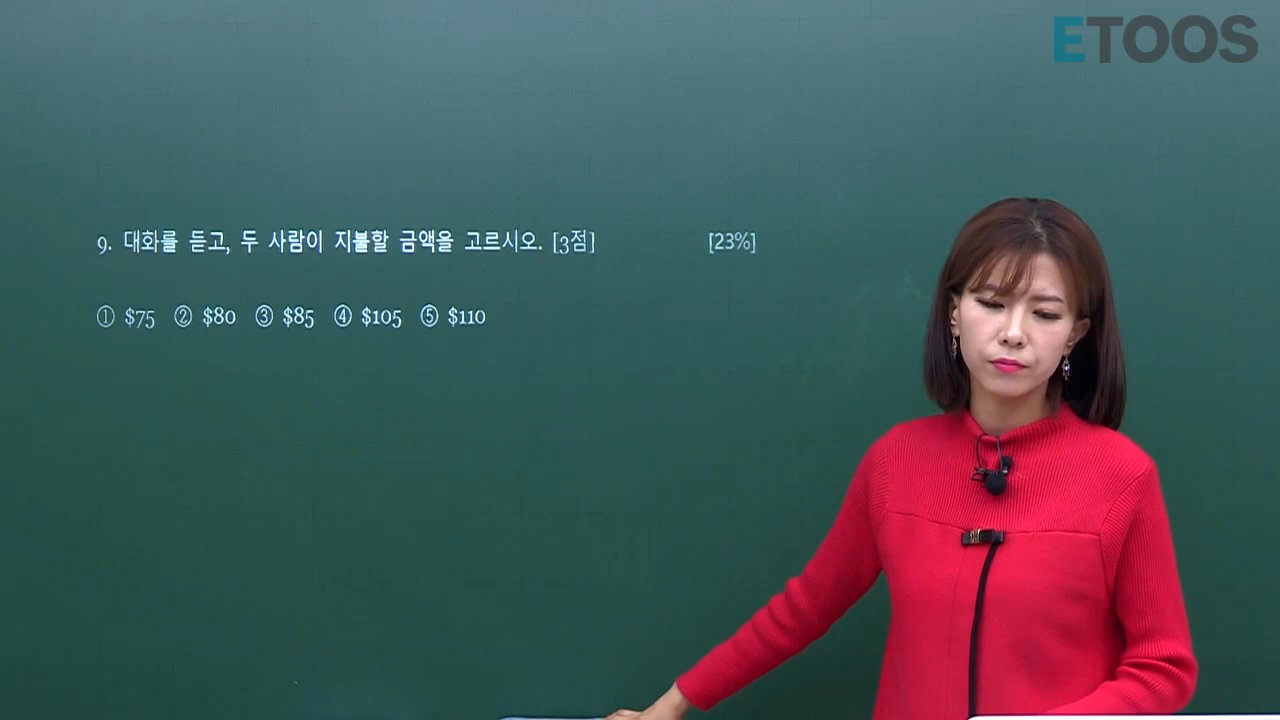 ETOOS
9. 대화를 듣고, 두 사람이 지불할 금액을 고르시오. [3점] [23%]
① $75 ② $80 ③ $85 ④ $105 ⑤ $110